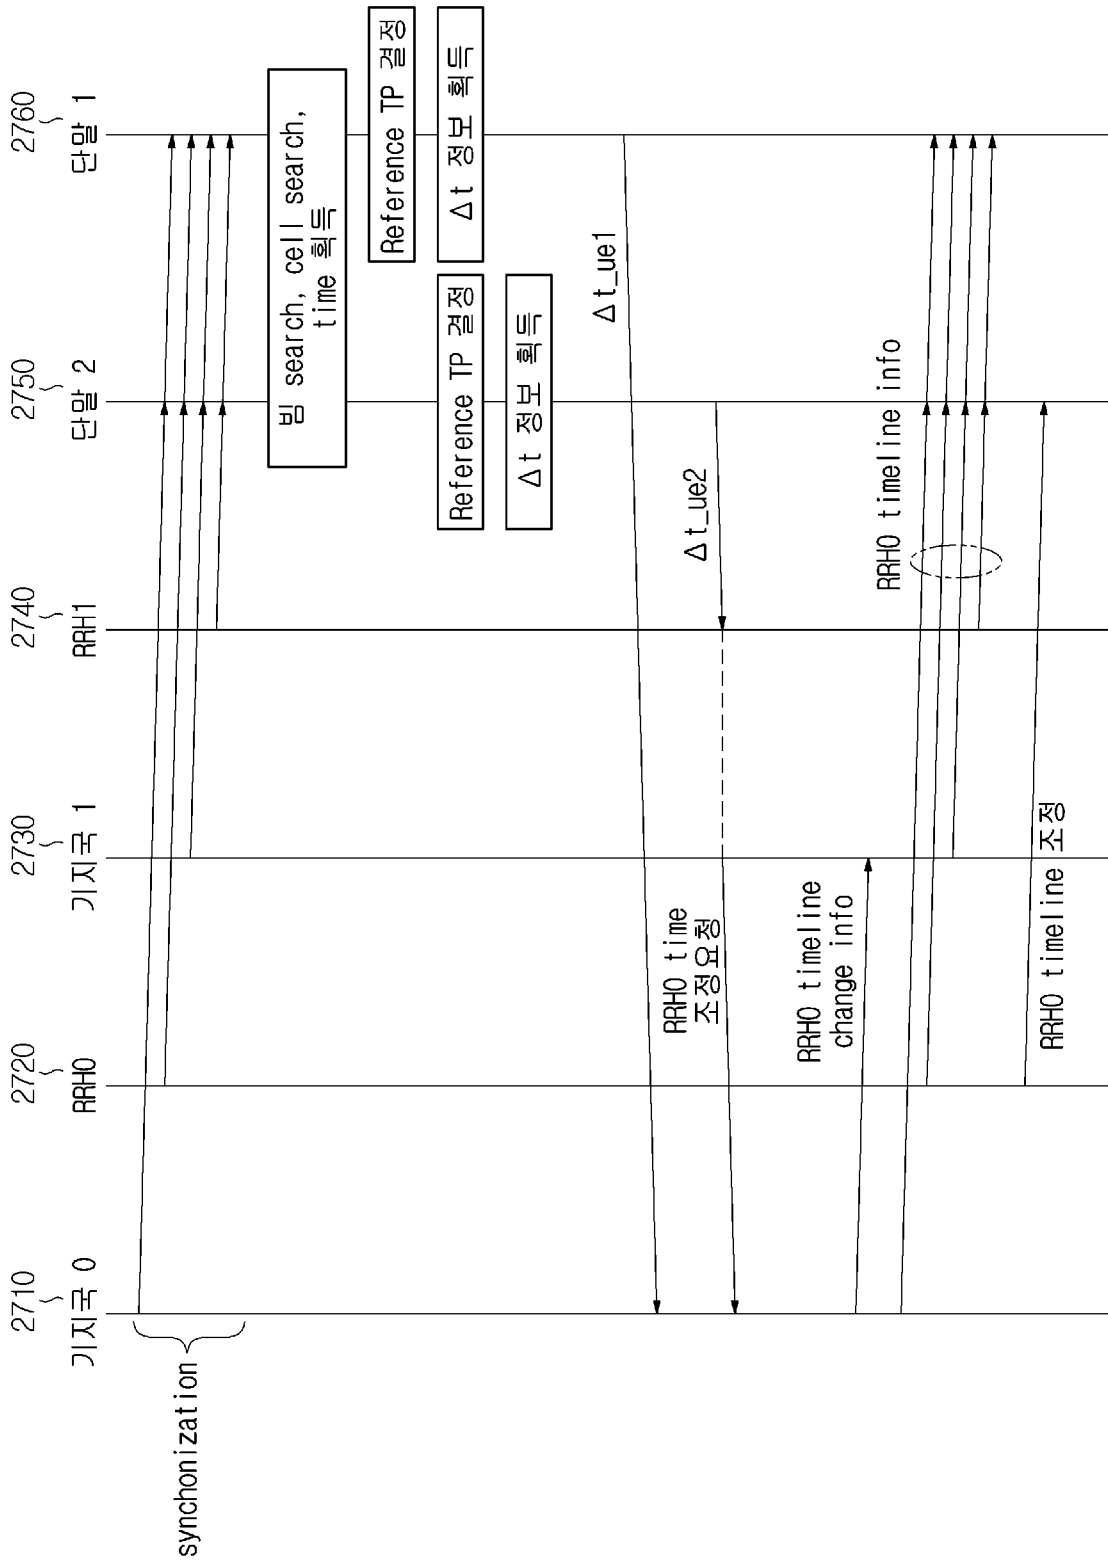 2710
기지국 0
2720
RRH0
2730
기지국 1
2740
RRH1
2750
단말 2
2760
단말 1
synchonization
빔 search, cell search,
time 획득
Reference TP 결정
Reference TP 결정
Δt 정보 획득
Δt 정보 획득
Δt_ue1
Δt_ue2
RRH0 time
조정요청
RRH0 timeline
change info
RRH0 timeline info
RRH0 timeline 조정